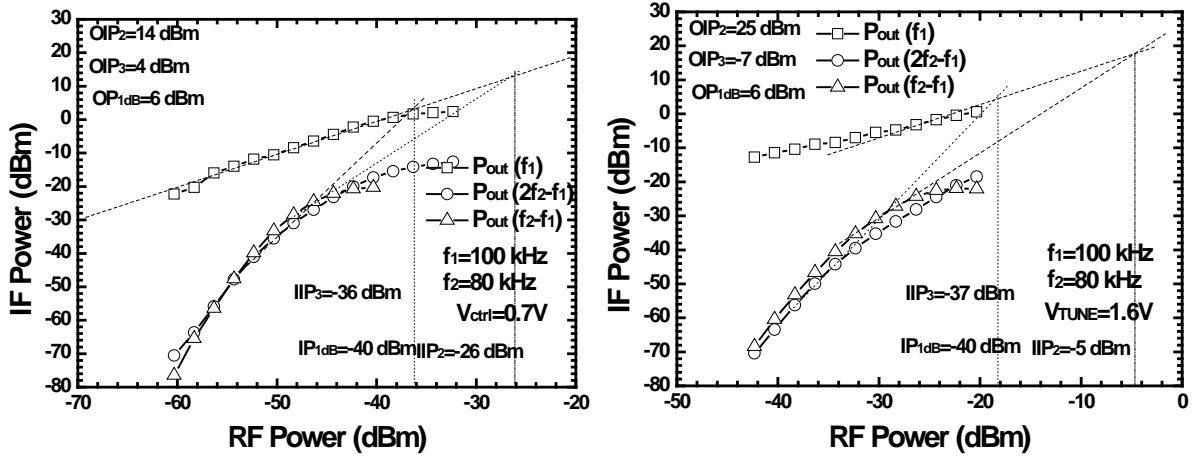 30
20
10
0
-10
-20
-30
-40
-50
-60
-70
-80
IF Power (dBm)
OIP2=14 dBm
OIP3=4 dBm
OP1dB=6 dBm
Pout (f1)
Pout (2f2-f1)
Pout (f2-f1)
f1=100 kHz
f2=80 kHz
IIP3=-36 dBm
Vctrl=0.7V
IP1dB=-40 dBm
IIP2=-26 dBm
-70
-60
-50
-40
-30
-20
RF Power (dBm)
30
20
10
0
-10
-20
-30
-40
-50
-60
-70
-80
IF Power (dBm)
OIP2=25 dBm
OIP3=-7 dBm
OP1dB=6 dBm
Pout (f1)
Pout (2f2-f1)
Pout (f2-f1)
f1=100 kHz
f2=80 kHz
IIP3=-37 dBm
VTUNE=1.6V
IP1dB=-40 dBm
IIP2=-5 dBm
-50
-40
-30
-20
-10
0
RF Power (dBm)